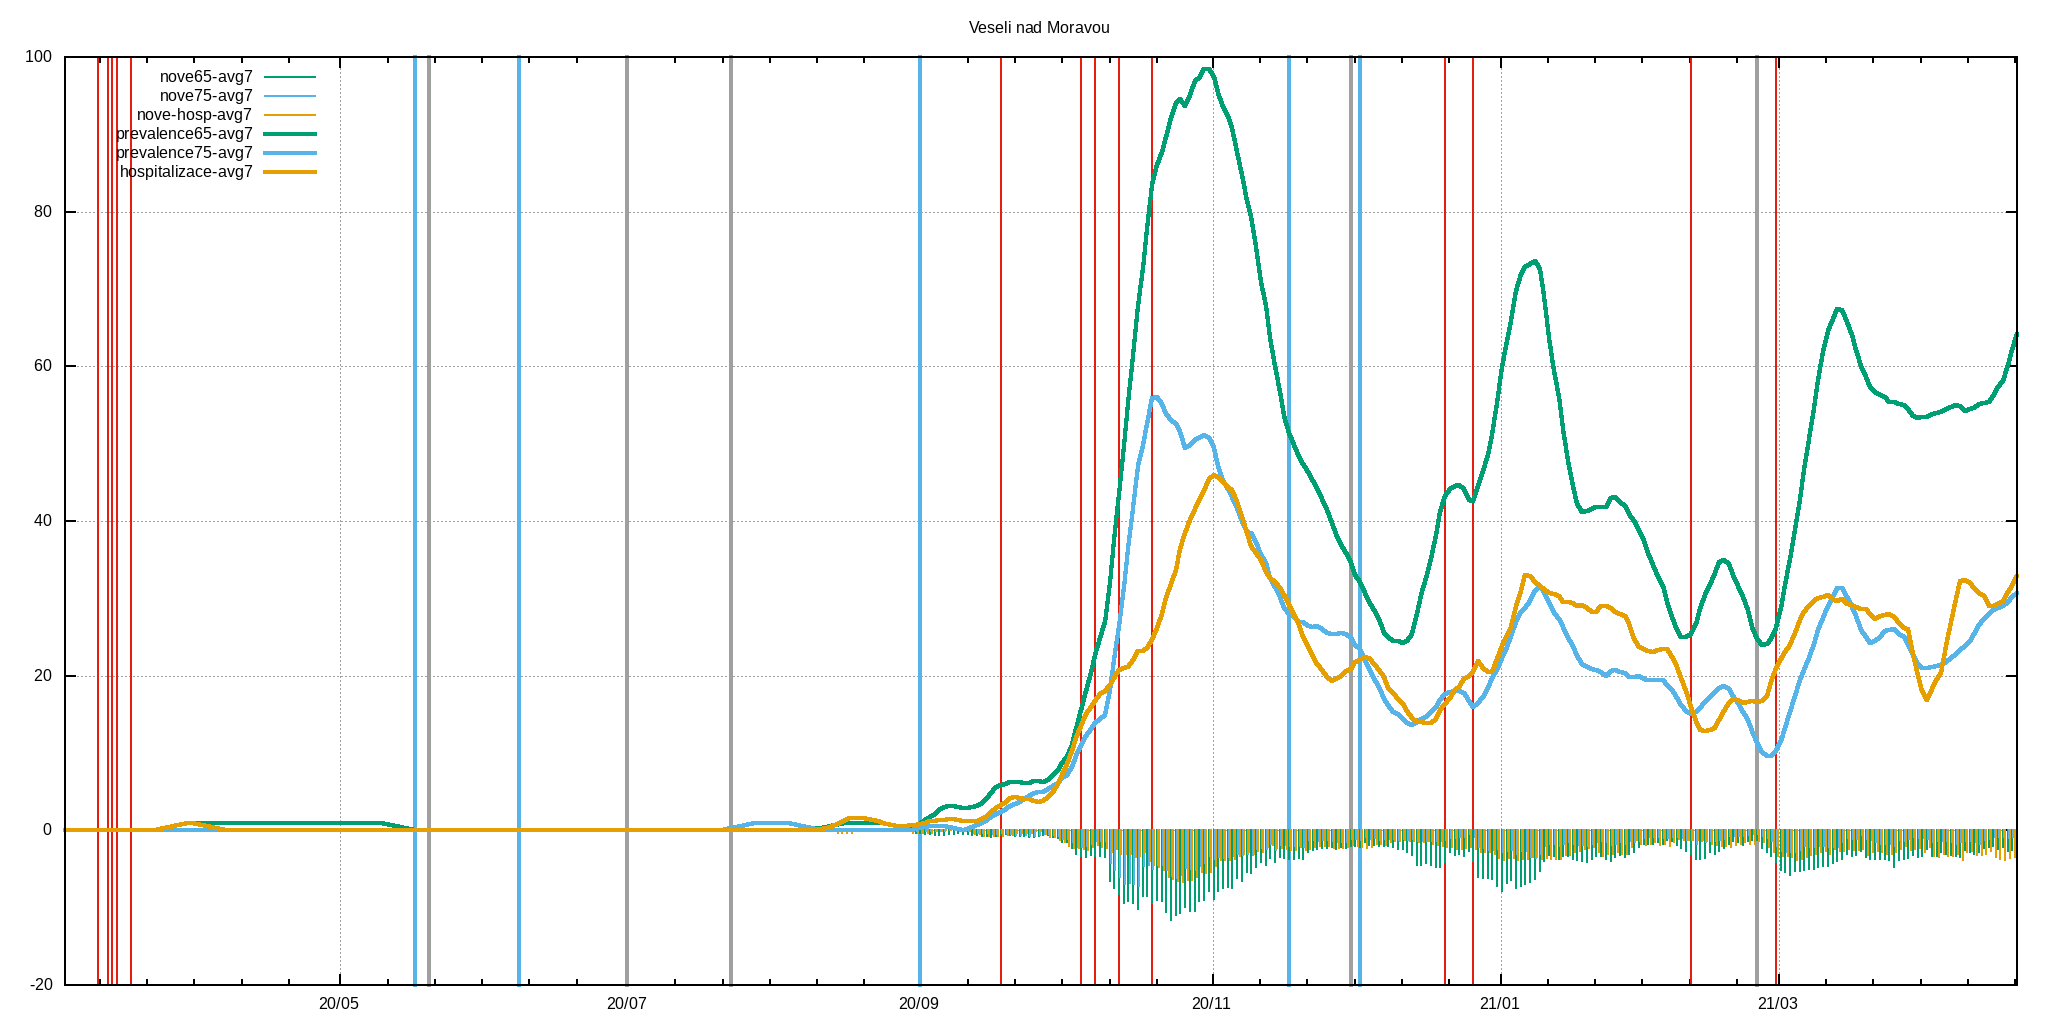 Veseli nad Moravou
100
nove65-avg7
nove75-avg7
nove-hosp-avg7
prevalence65-avg7
prevalence75-avg7
hospitalizace-avg7
80
60
40
20
0
-20
20/05 20/07 20/09 20/11 21/01 21/03